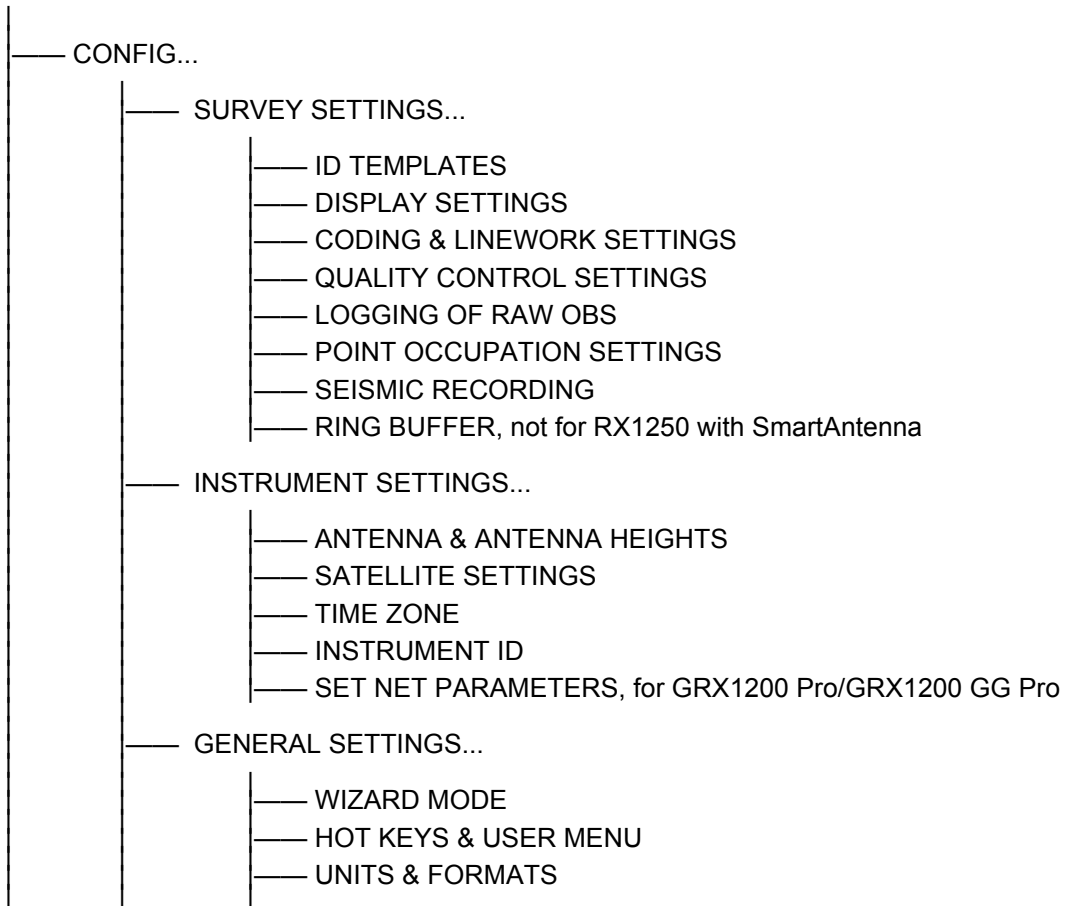 CONFIG...
SURVEY SETTINGS...
ID TEMPLATES
DISPLAY SETTINGS
CODING & LINEWORK SETTINGS
QUALITY CONTROL SETTINGS
LOGGING OF RAW OBS
POINT OCCUPATION SETTINGS
SEISMIC RECORDING
RING BUFFER, not for RX1250 with SmartAntenna
INSTRUMENT SETTINGS...
ANTENNA & ANTENNA HEIGHTS
SATELLITE SETTINGS
TIME ZONE
INSTRUMENT ID
SET NET PARAMETERS, for GRX1200 Pro/GRX1200 GG Pro
GENERAL SETTINGS...
WIZARD MODE
HOT KEYS & USER MENU
UNITS & FORMATS